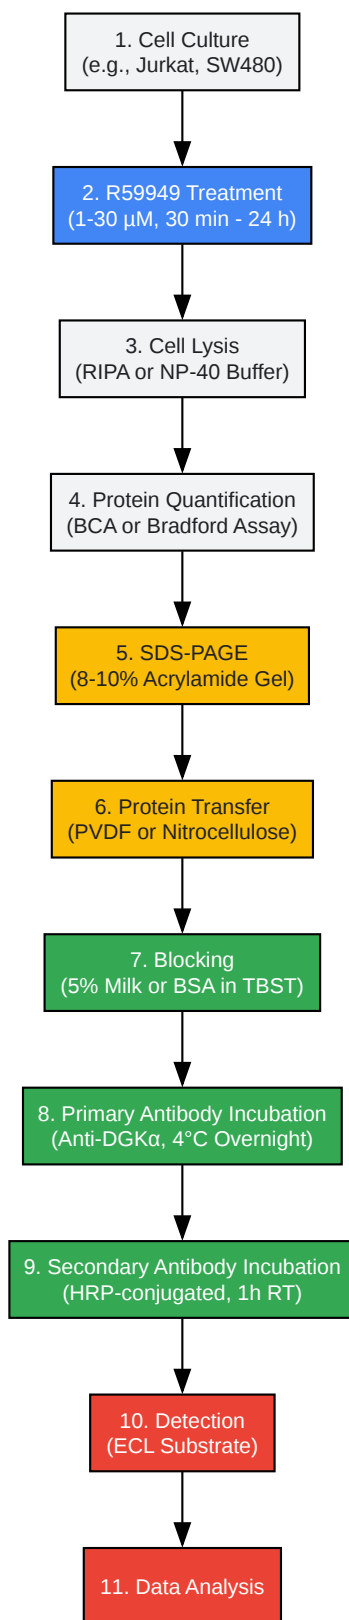 1. Cell Culture
(e.g., Jurkat, SW480)
2. R59949 Treatment
(1-30 µM, 30 min - 24 h)
3. Cell Lysis
(RIPA or NP-40 Buffer)
4. Protein Quantification
(BCA or Bradford Assay)
5. SDS-PAGE
(8-10% Acrylamide Gel)
6. Protein Transfer
(PVDF or Nitrocellulose)
7. Blocking
(5% Milk or BSA in TBST)
8. Primary Antibody Incubation
(Anti-DGKα, 4°C Overnight)
9. Secondary Antibody Incubation
(HRP-conjugated, 1h RT)
10. Detection
(ECL Substrate)
11. Data Analysis